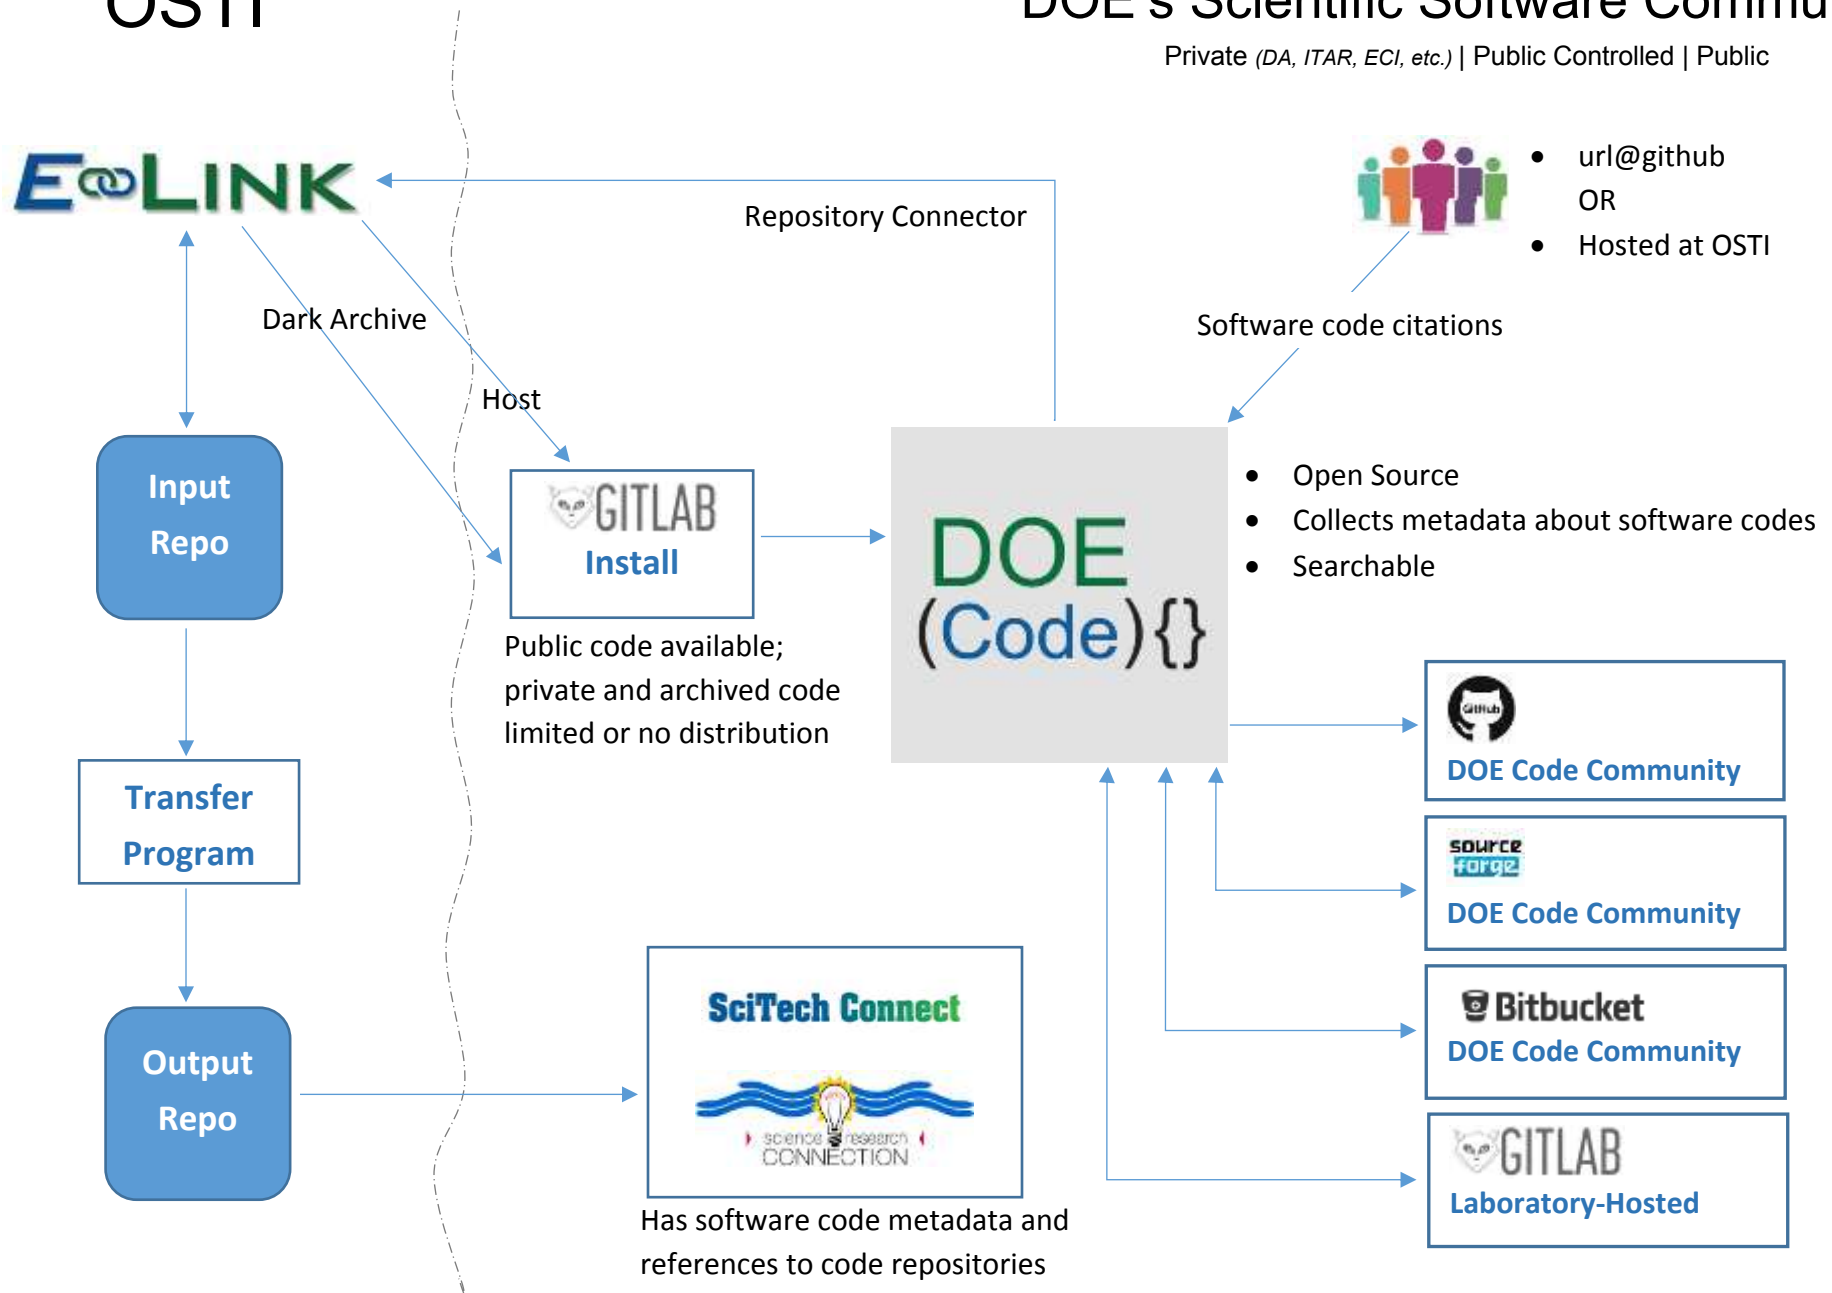 OSTI
DOE's Scientific Software Commu
Private (DA, ITAR, ECI, etc.) | Public Controlled | Public
E LINK
Repository Connector
• url@github
OR
• Hosted at OSTI
Dark Archive
Software code citations
Host
Input
Repo
GITLAB
Install
DOE
(Code){}
• Open Source
• Collects metadata about software codes
• Searchable
Public code available;
private and archived code
limited or no distribution
GitHub
DOE Code Community
Transfer
Program
source
forge
DOE Code Community
SciTech Connect
science research
CONNECTION
Bitbucket
DOE Code Community
Output
Repo
GITLAB
Laboratory-Hosted
Has software code metadata and
references to code repositories